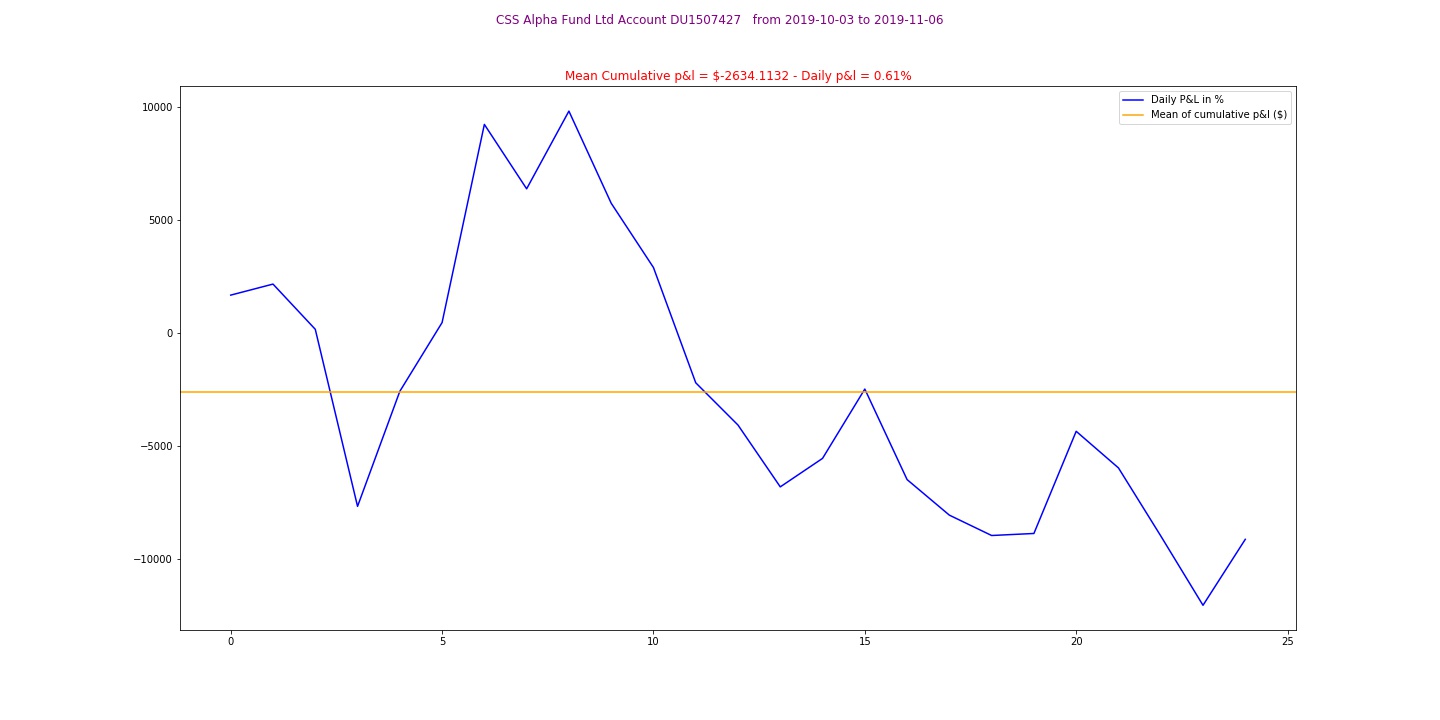 CSS Alpha Fund Ltd Account DU1507427   from 2019-10-03 to 2019-11-06
Mean Cumulative p&l = $-2634.1132 - Daily p&l = 0.61%
Daily P&L in %
Mean of cumulative p&l ($)
10000
5000
0
−5000
−10000
0 5 10 15 20 25